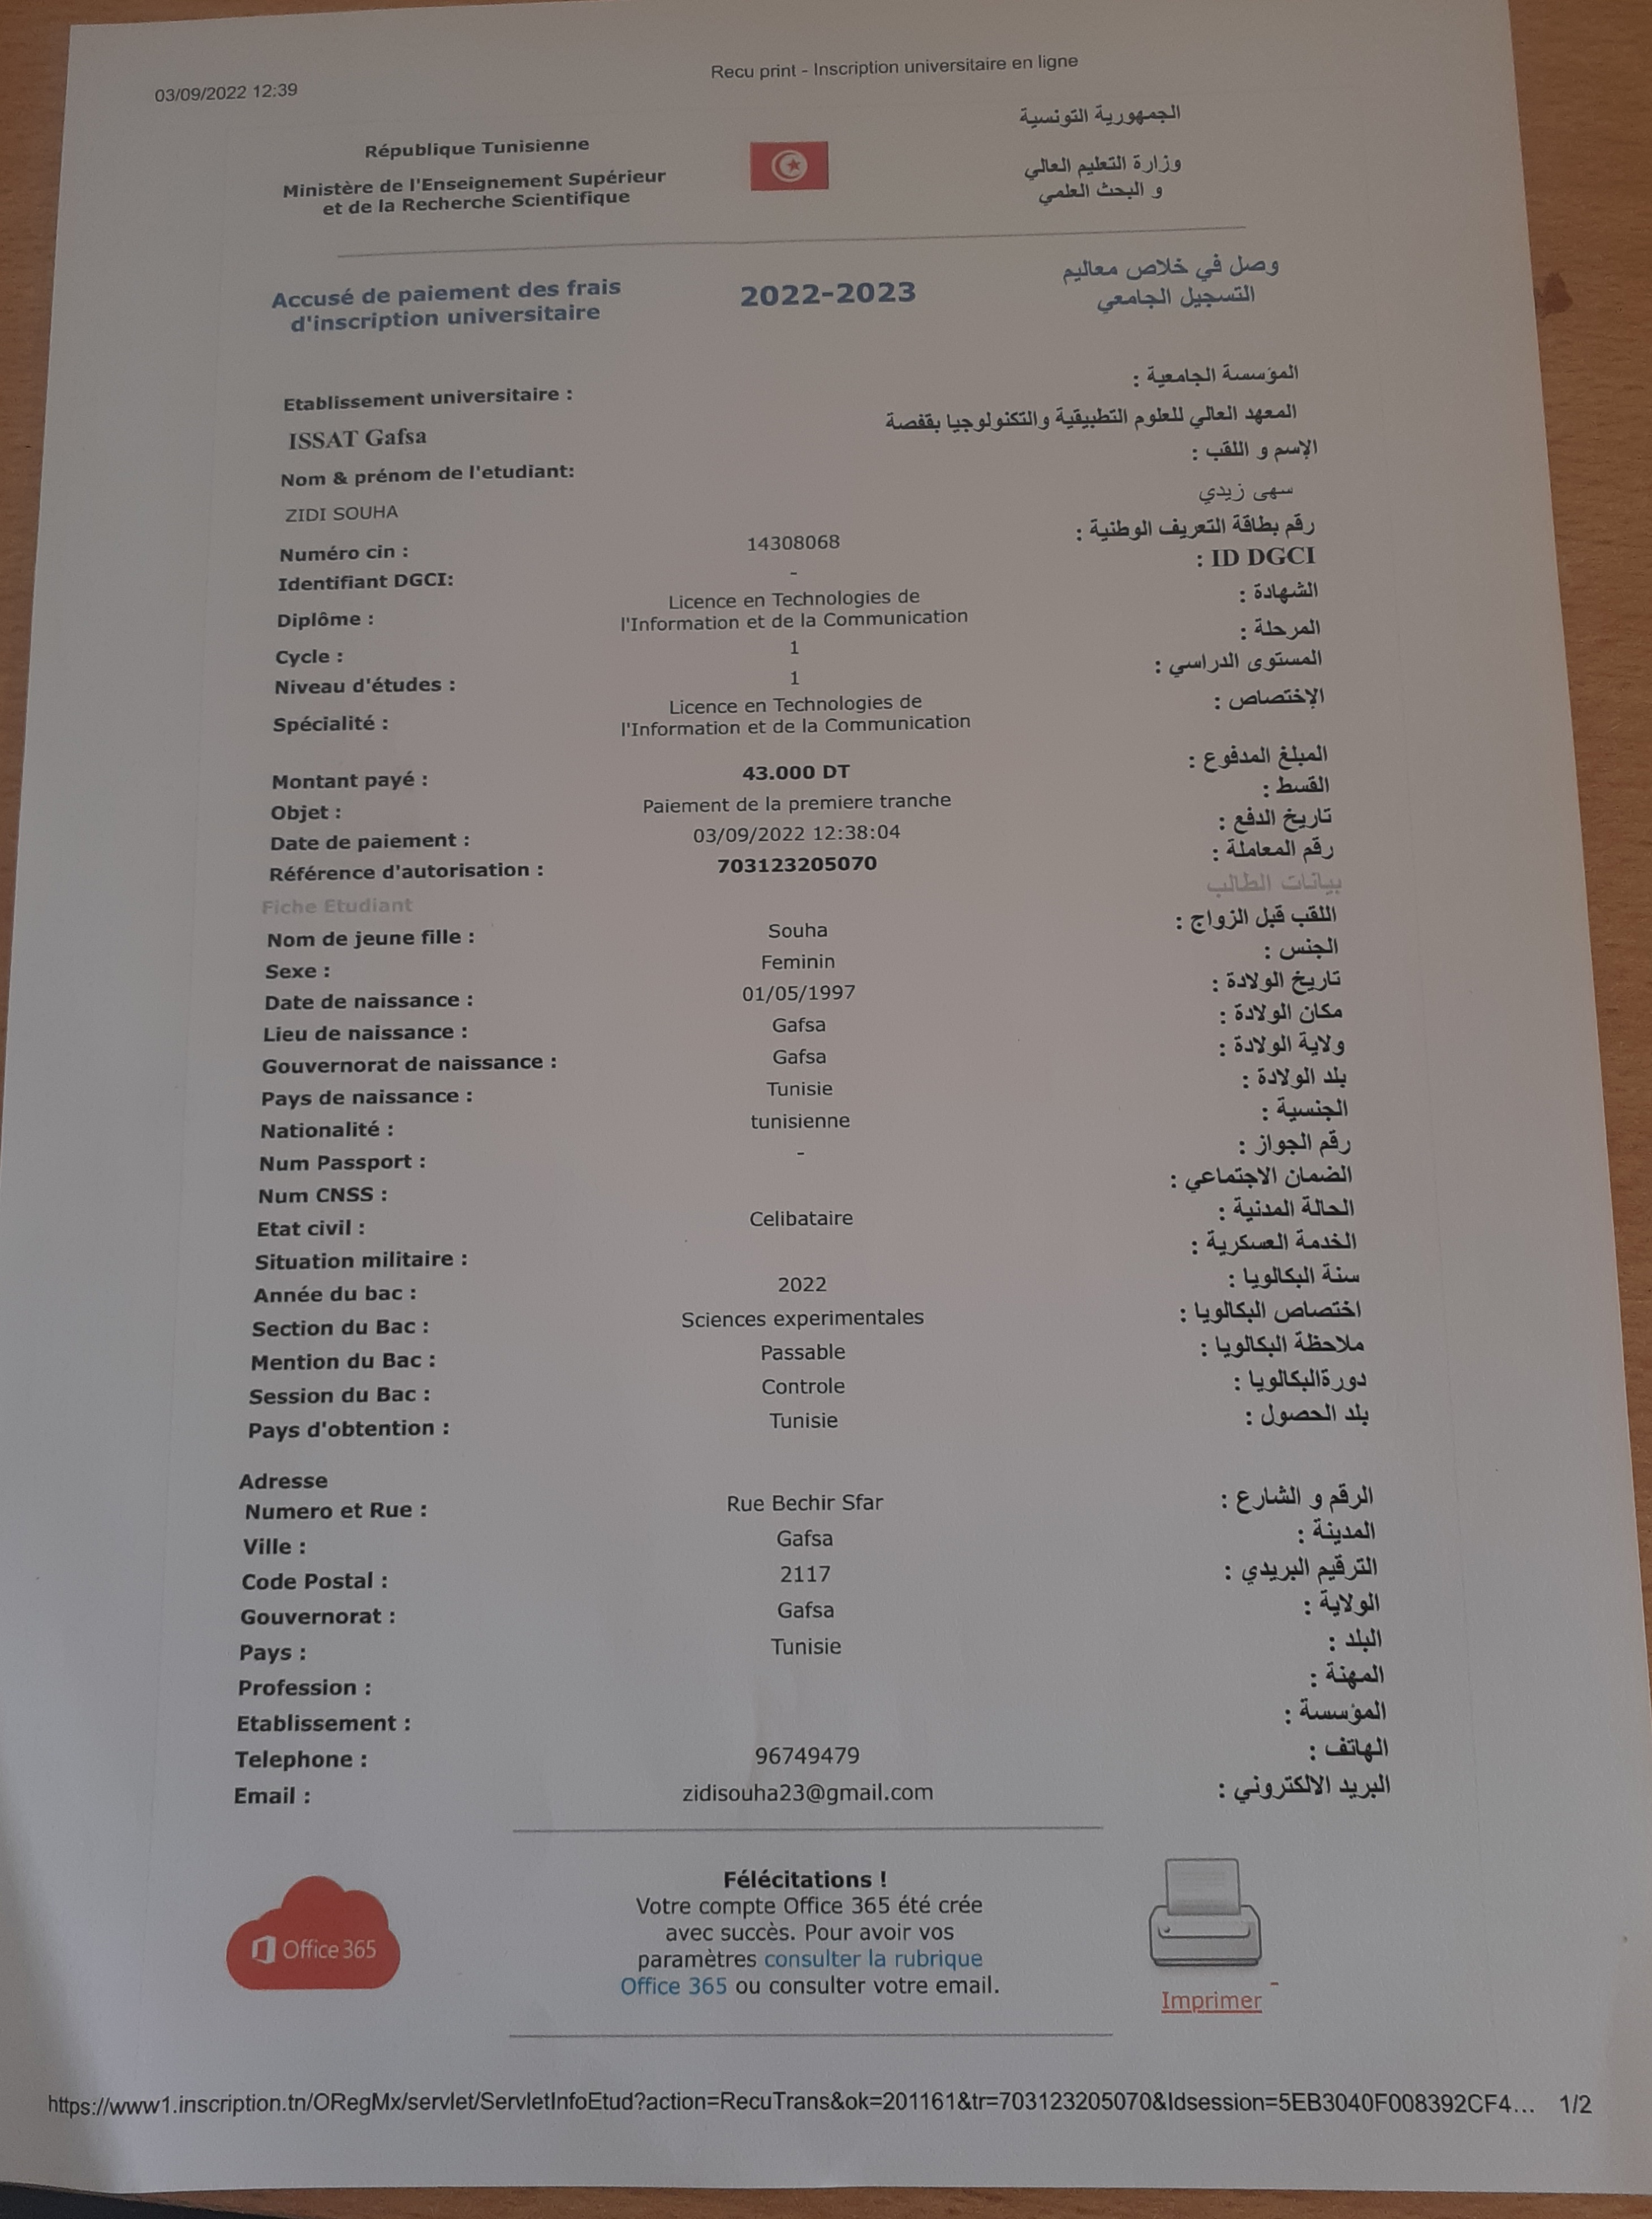 03/09/2022 12:39
Recu print - Inscription universitaire en ligne
République Tunisienne
Ministère de l'Enseignement Supérieur
et de la Recherche Scientifique
الجمهورية التونسية
وزارة التعليم العالي
و البحث العلمي
Accusé de paiement des frais
d'inscription universitaire
2022-2023
وصل في خلاص معاليم
التسجيل الجامعي
Etablissement universitaire :
المؤسسة الجامعية :
ISSAT Gafsa
المعهد العالي للعلوم التطبيقية والتكنولوجيا بقفصة
Nom & prénom de l'etudiant:
الإسم و اللقب :
ZIDI SOUHA
سهى زيدي
Numéro cin : 14308068 رقم بطاقة التعريف الوطنية :
Identifiant DGCI: - ID DGCI :
Diplôme : Licence en Technologies de
l'Information et de la Communication الشهادة :
Cycle : 1 المرحلة :
Niveau d'études : 1 المستوى الدراسي :
Spécialité : Licence en Technologies de
l'Information et de la Communication الإختصاص :
Montant payé : 43.000 DT المبلغ المدفوع :
Objet : Paiement de la premiere tranche القسط :
Date de paiement : 03/09/2022 12:38:04 تاريخ الدفع :
Référence d'autorisation : 703123205070 رقم المعاملة :
Fiche Etudiant بيانات الطالب
Nom de jeune fille : Souha اللقب قبل الزواج :
Sexe : Feminin الجنس :
Date de naissance : 01/05/1997 تاريخ الولادة :
Lieu de naissance : Gafsa مكان الولادة :
Gouvernorat de naissance : Gafsa ولاية الولادة :
Pays de naissance : Tunisie بلد الولادة :
Nationalité : tunisienne الجنسية :
Num Passport : - رقم الجواز :
Num CNSS : الضمان الاجتماعي :
Etat civil : Celibataire الحالة المدنية :
Situation militaire : الخدمة العسكرية :
Année du bac : 2022 سنة البكالويا :
Section du Bac : Sciences experimentales اختصاص البكالويا :
Mention du Bac : Passable ملاحظة البكالويا :
Session du Bac : Controle دورةالبكالويا :
Pays d'obtention : Tunisie بلد الحصول :
Adresse
Numero et Rue : Rue Bechir Sfar الرقم و الشارع :
Ville : Gafsa المدينة :
Code Postal : 2117 الترقيم البريدي :
Gouvernorat : Gafsa الولاية :
Pays : Tunisie البلد :
Profession : المهنة :
Etablissement : المؤسسة :
Telephone : 96749479 الهاتف :
Email : zidisouha23@gmail.com البريد الالكتروني :
Office 365
Félécitations !
Votre compte Office 365 été crée
avec succès. Pour avoir vos
paramètres consulter la rubrique
Office 365 ou consulter votre email.
Imprimer
https://www1.inscription.tn/ORegMx/servlet/ServletInfoEtud?action=RecuTrans&ok=201161&tr=703123205070&Idsession=5EB3040F008392CF4... 1/2